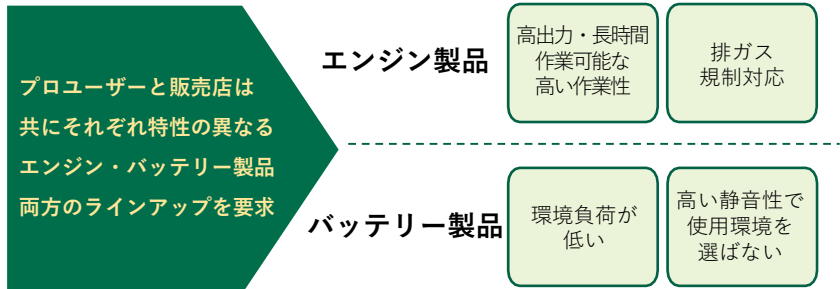 プロユーザーと販売店は
共にそれぞれ特性の異なる
エンジン・バッテリー製品
両方のラインアップを要求
エンジン製品
高出力・長時間
作業可能な
高い作業性
排ガス
規制対応
バッテリー製品
環境負荷が
低い
高い静音性で
使用環境を
選ばない